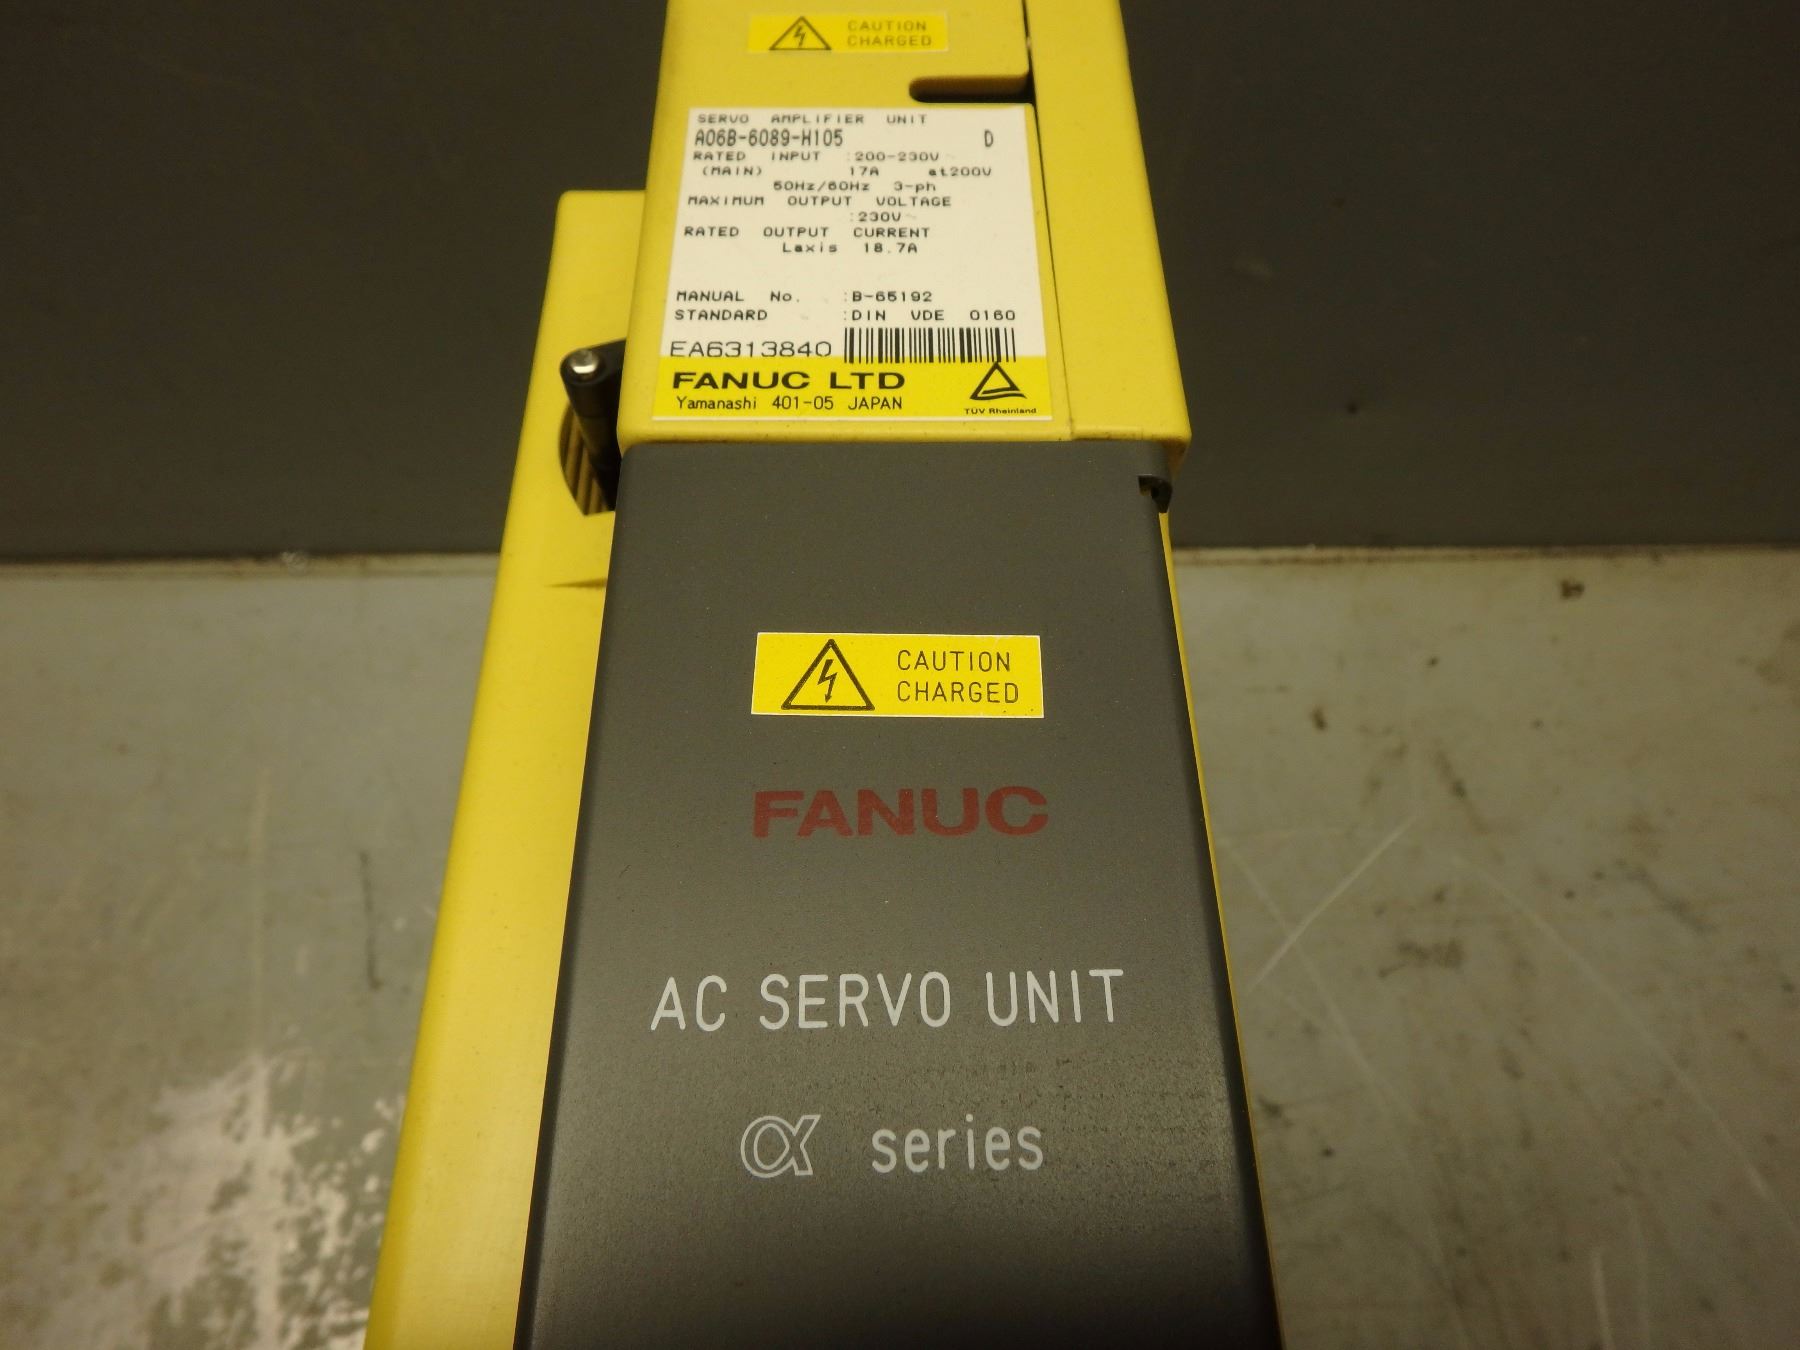 CAUTION
CHARGED
SERVO AMPLIFIER UNIT
A06B-6089-H105 D
RATED INPUT :200-230V~
(MAIN) 17A at200V
50Hz/60Hz 3-ph
MAXIMUM OUTPUT VOLTAGE
:230V~
RATED OUTPUT CURRENT
Laxis 18.7A
MANUAL No. :B-65192
STANDARD :DIN VDE 0160
EA6313840
FANUC LTD
Yamanashi 401-05 JAPAN
TÜV Rheinland
CAUTION
CHARGED
FANUC
AC SERVO UNIT
α series